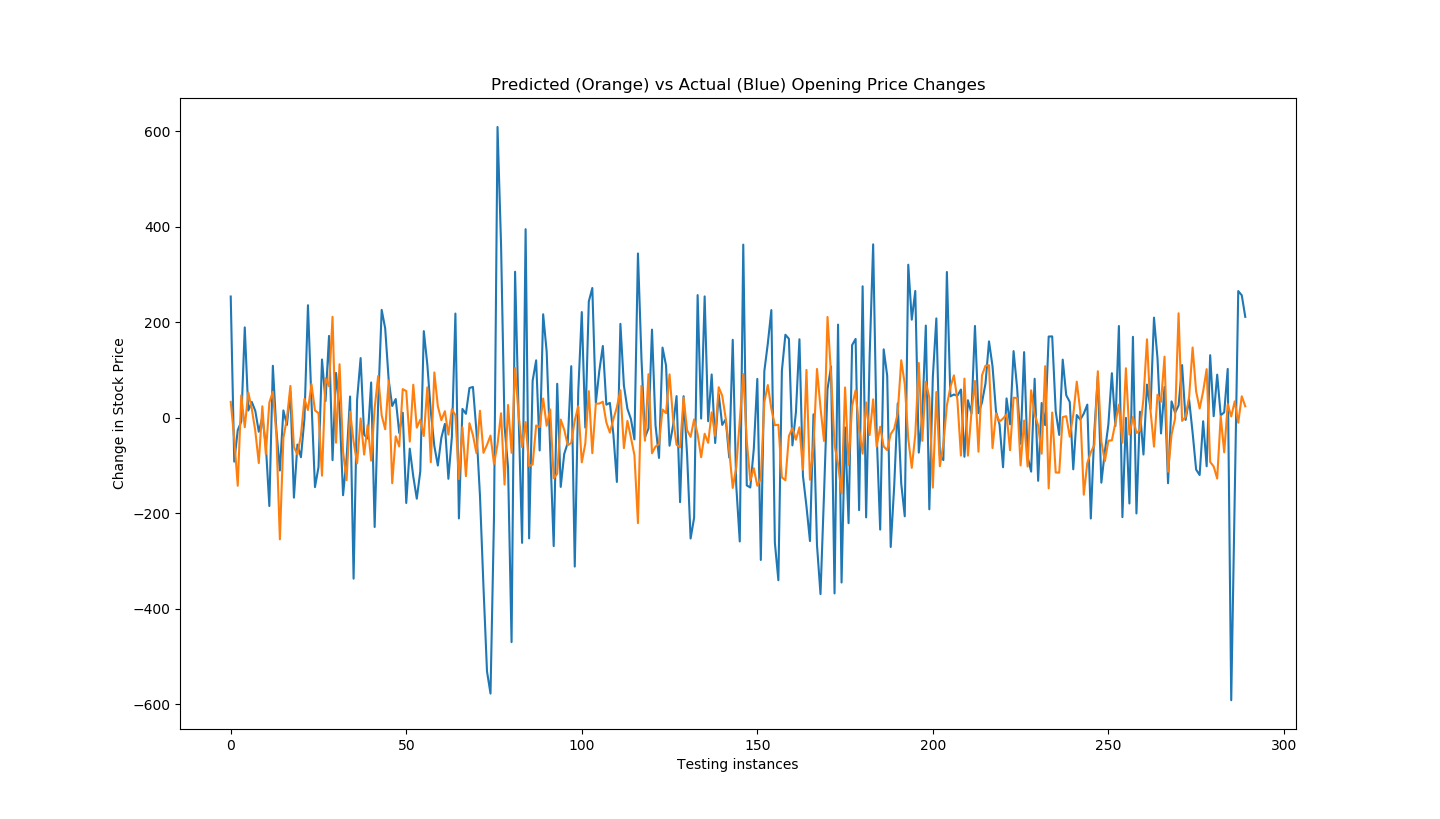 Predicted (Orange) vs Actual (Blue) Opening Price Changes
600
400
200
0
−200
−400
−600
Change in Stock Price
0 50 100 150 200 250 300
Testing instances